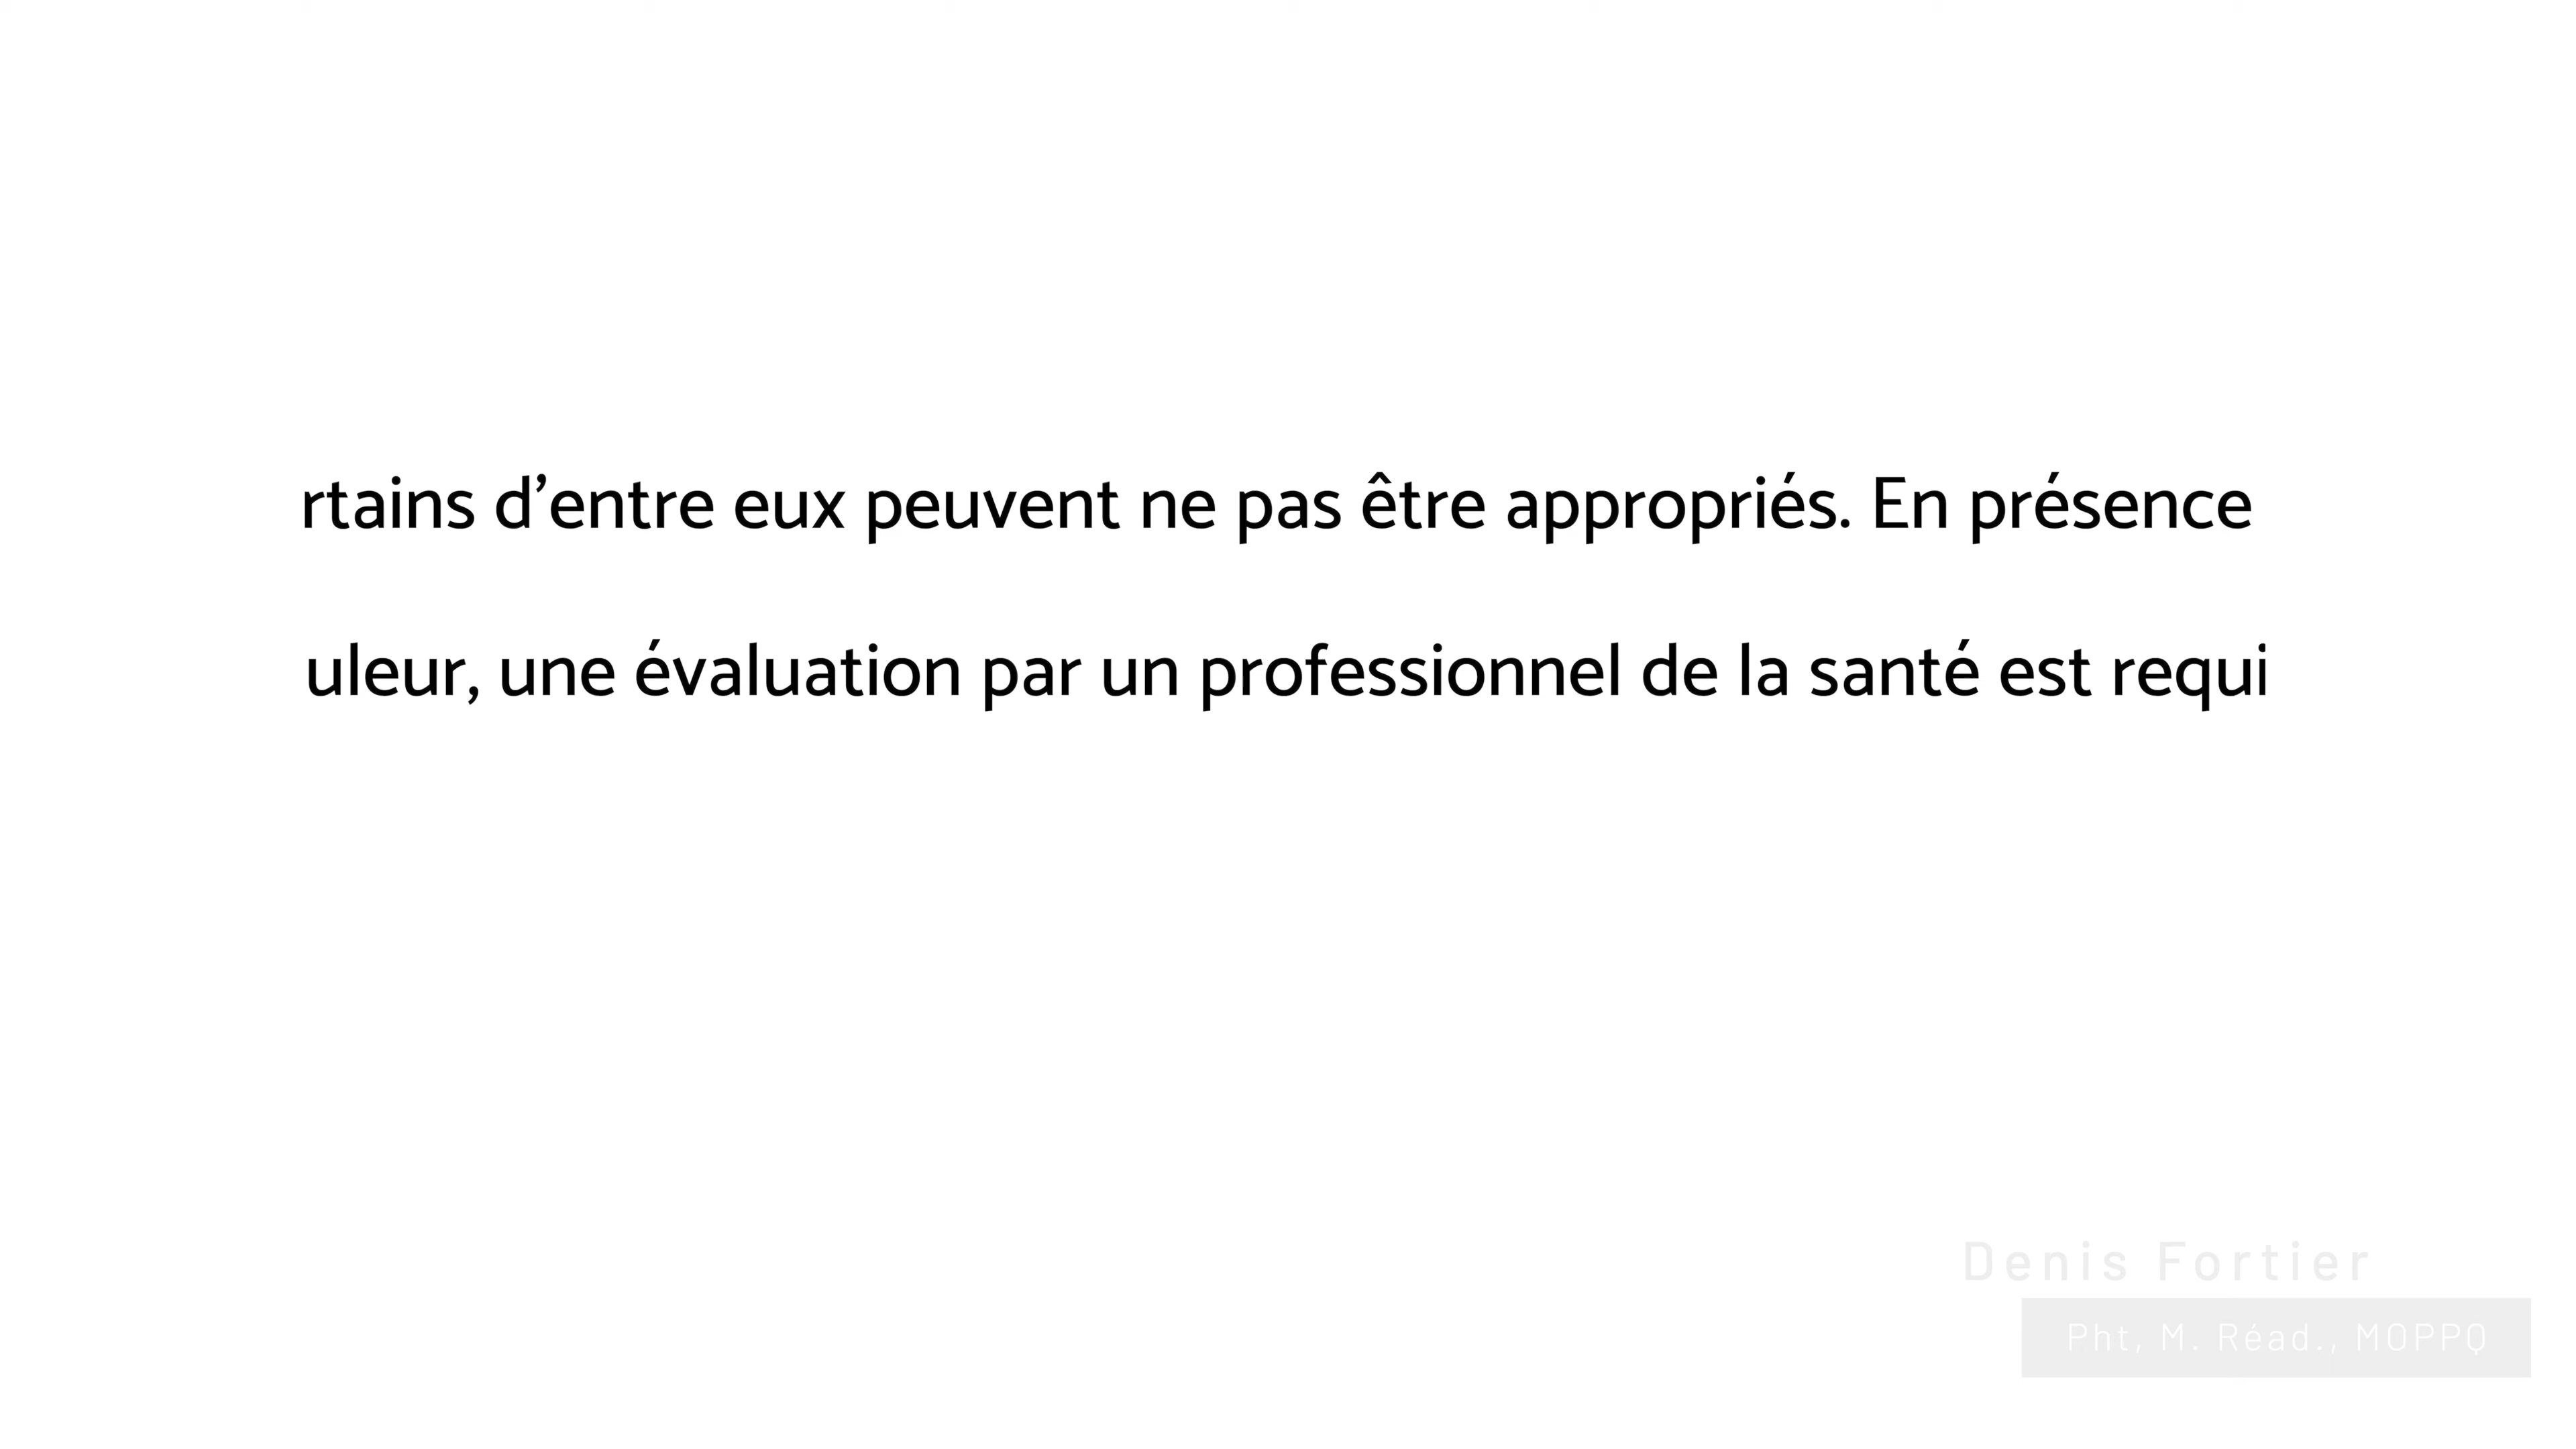 rtains d’entre eux peuvent ne pas être appropriés. En présence
uleur, une évaluation par un professionnel de la santé est requi
Denis Fortier
Pht, M. Réad., MOPPQ